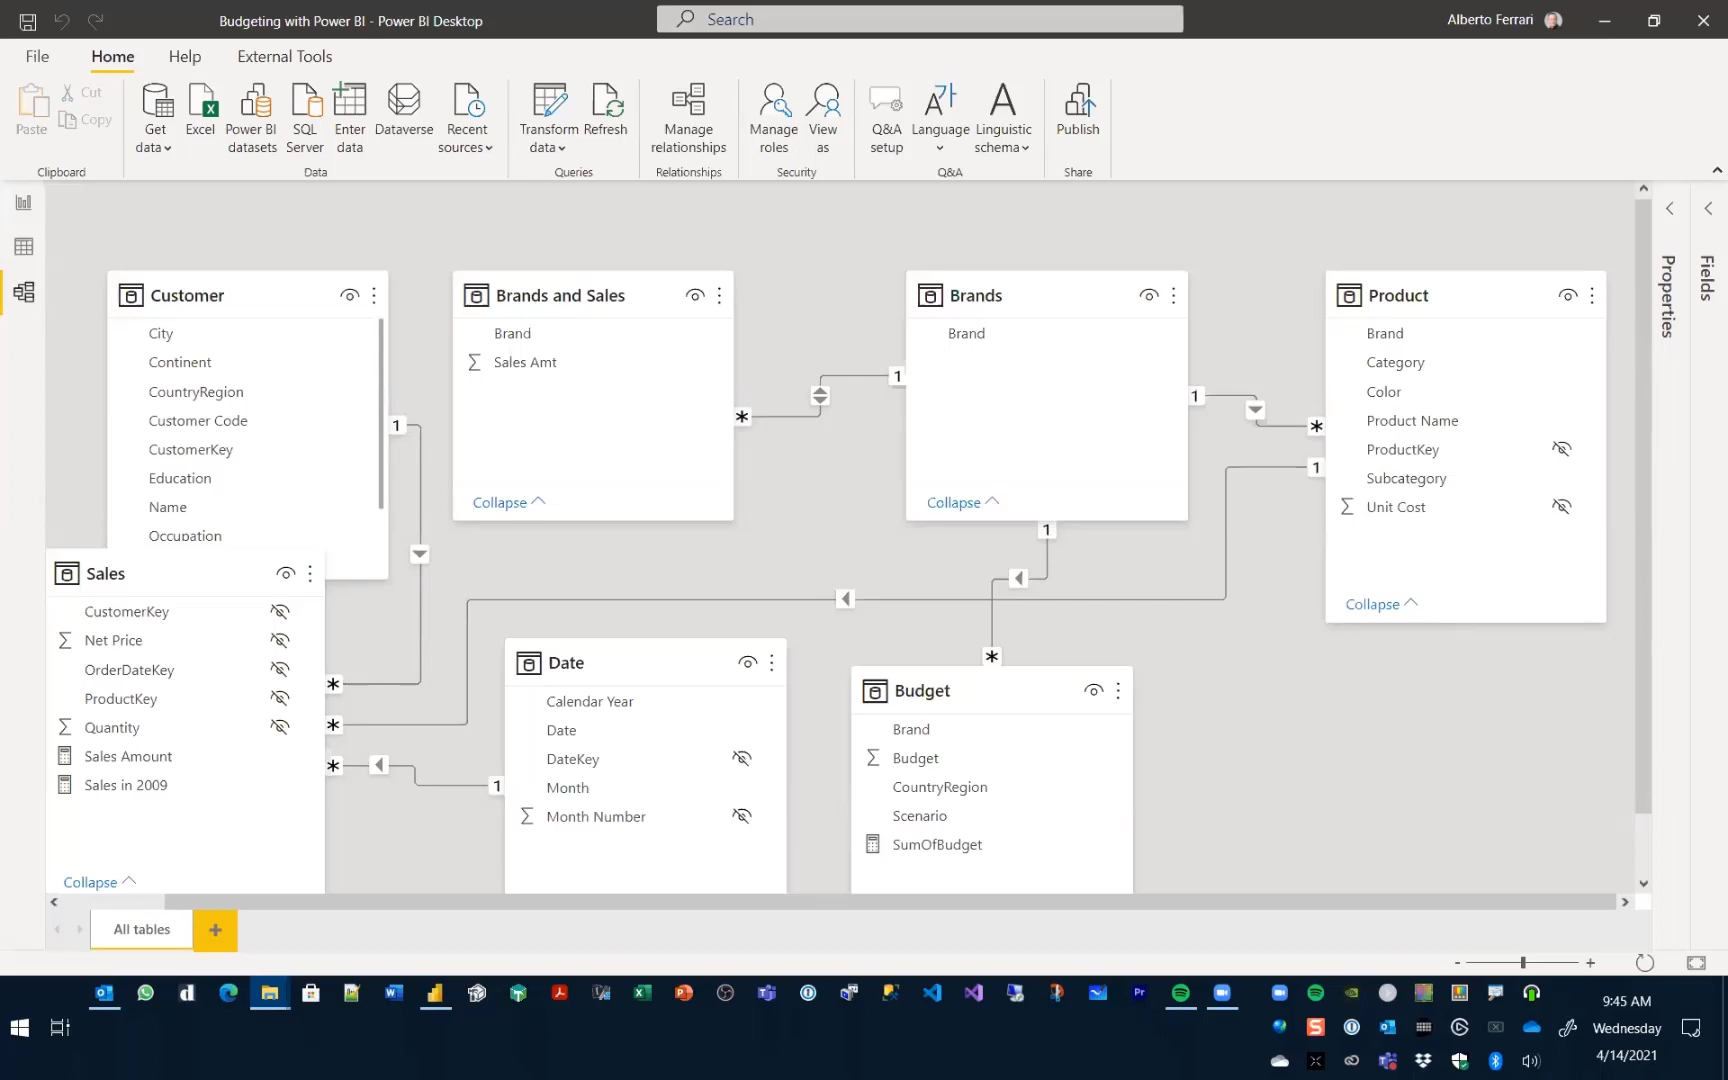 Budgeting with Power BI - Power BI Desktop
Search
Alberto Ferrari
File
Home
Help
External Tools
Paste
Cut
Copy
Clipboard
Get
data
Excel
Power BI
datasets
SQL
Server
Enter
data
Dataverse
Recent
sources
Data
Transform
data
Refresh
Queries
Manage
relationships
Relationships
Manage
roles
View
as
Security
Q&A
setup
Language
Linguistic
schema
Q&A
Publish
Share
Properties
Fields
Customer
City
Continent
CountryRegion
Customer Code
CustomerKey
Education
Name
Occupation
1
Brands and Sales
Brand
Sales Amt
Collapse
*
1
Brands
Brand
Collapse
1
1
Product
Brand
Category
Color
Product Name
ProductKey
Subcategory
Unit Cost
Collapse
*
1
Sales
CustomerKey
Net Price
OrderDateKey
ProductKey
Quantity
Sales Amount
Sales in 2009
Collapse
*
*
*
1
Date
Calendar Year
Date
DateKey
Month
Month Number
*
Budget
Brand
Budget
CountryRegion
Scenario
SumOfBudget
All tables
+
-
+
9:45 AM
Wednesday
4/14/2021